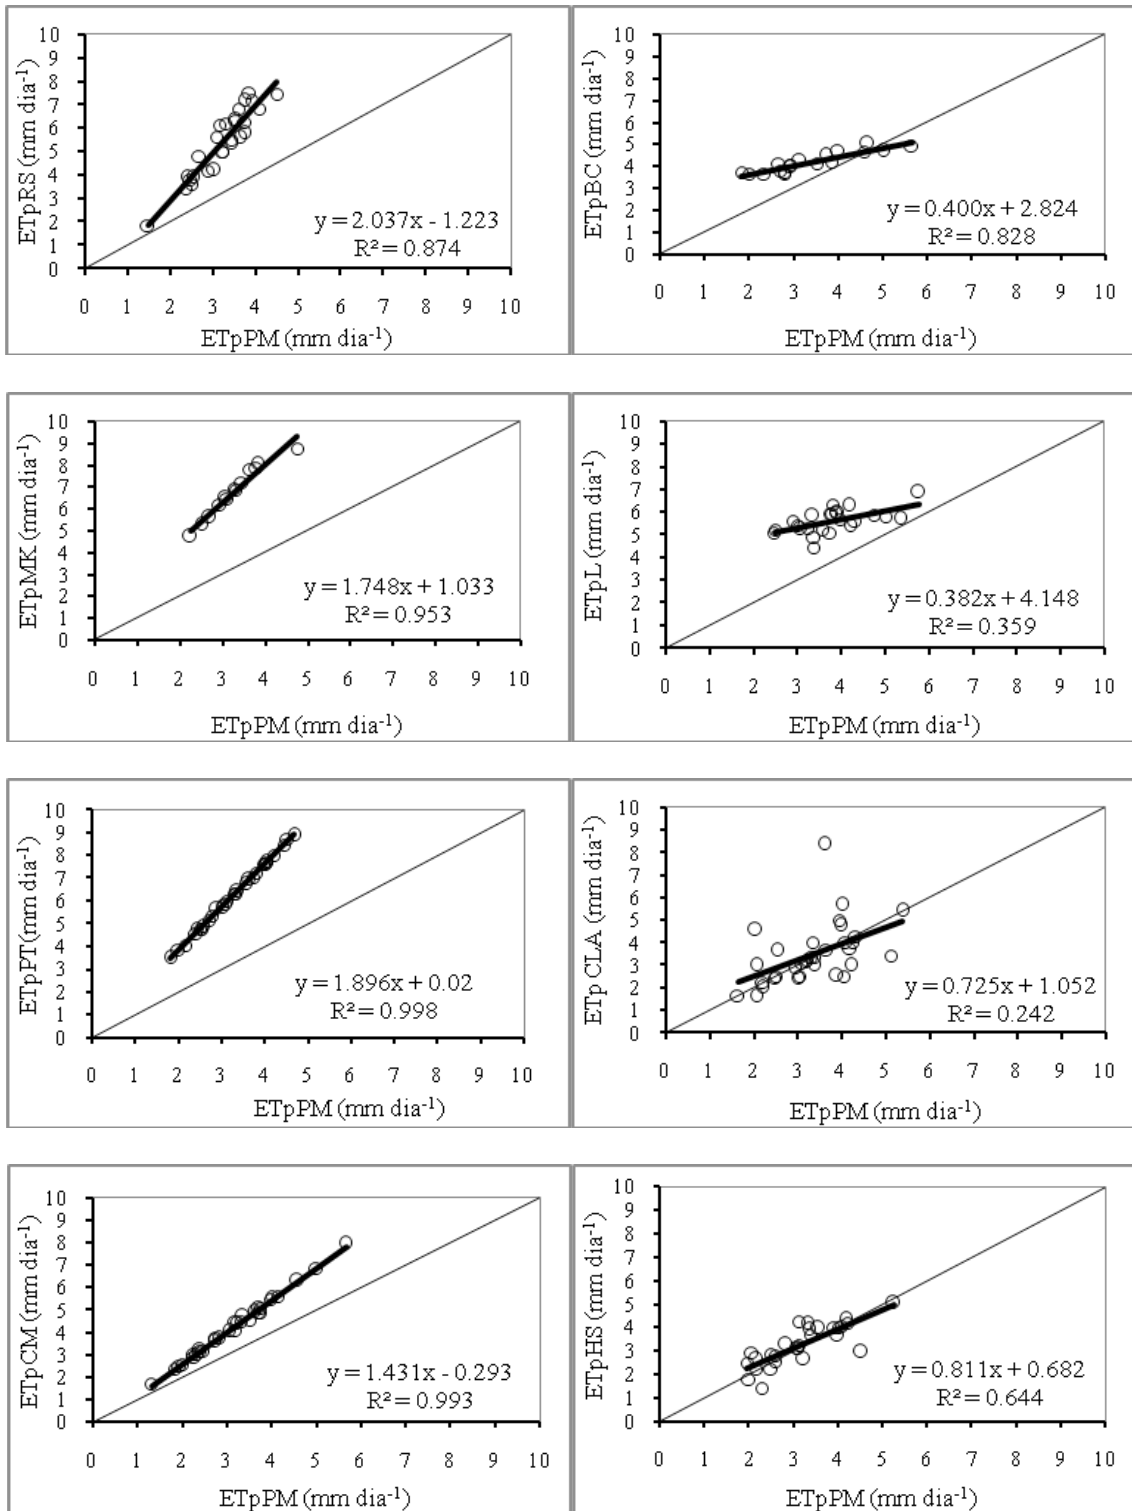 10
9
8
7
6
5
4
3
2
1
0
ETpRS (mm dia⁻¹)
y = 2.037x - 1.223
R² = 0.874
0 1 2 3 4 5 6 7 8 9 10
ETpPM (mm dia⁻¹)
10
9
8
7
6
5
4
3
2
1
0
ETpBC (mm dia⁻¹)
y = 0.400x + 2.824
R² = 0.828
0 1 2 3 4 5 6 7 8 9 10
ETpPM (mm dia⁻¹)
10
9
8
7
6
5
4
3
2
1
0
ETpMK (mm dia⁻¹)
y = 1.748x + 1.033
R² = 0.953
0 1 2 3 4 5 6 7 8 9 10
ETpPM (mm dia⁻¹)
10
9
8
7
6
5
4
3
2
1
0
ETpL (mm dia⁻¹)
y = 0.382x + 4.148
R² = 0.359
0 1 2 3 4 5 6 7 8 9 10
ETpPM (mm dia⁻¹)
10
9
8
7
6
5
4
3
2
1
0
ETpPT(mm dia⁻¹)
y = 1.896x + 0.02
R² = 0.998
0 1 2 3 4 5 6 7 8 9 10
ETpPM (mm dia⁻¹)
10
9
8
7
6
5
4
3
2
1
0
ETp CLA (mm dia⁻¹)
y = 0.725x + 1.052
R² = 0.242
0 1 2 3 4 5 6 7 8 9 10
ETpPM (mm dia⁻¹)
10
9
8
7
6
5
4
3
2
1
0
ETpCM (mm dia⁻¹)
y = 1.431x - 0.293
R² = 0.993
0 1 2 3 4 5 6 7 8 9 10
ETpPM (mm dia⁻¹)
10
9
8
7
6
5
4
3
2
1
0
ETpHS (mm dia⁻¹)
y = 0.811x + 0.682
R² = 0.644
0 1 2 3 4 5 6 7 8 9 10
ETpPM (mm dia⁻¹)